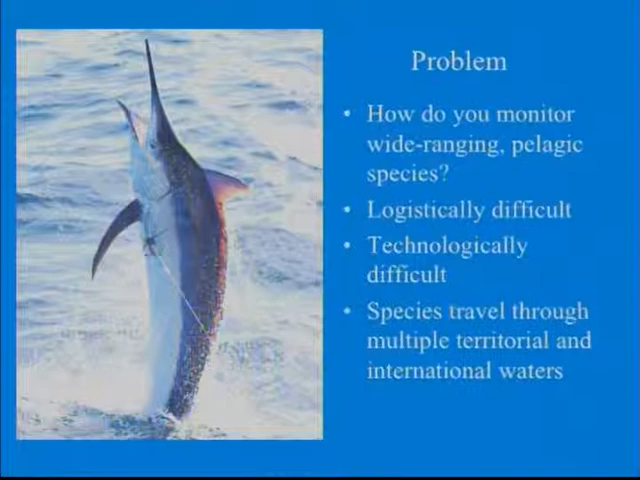 Problem
• How do you monitor
wide-ranging, pelagic
species?
• Logistically difficult
• Technologically
difficult
• Species travel through
multiple territorial and
international waters